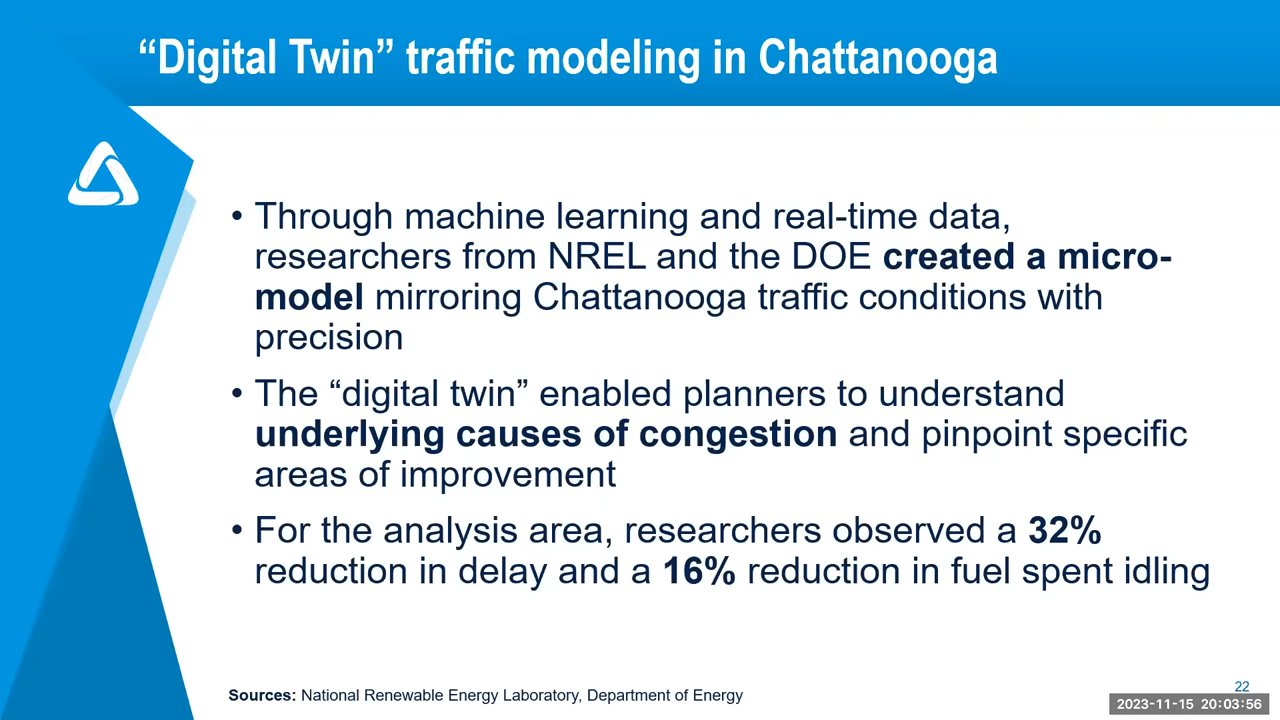 “Digital Twin” traffic modeling in Chattanooga
• Through machine learning and real-time data,
researchers from NREL and the DOE created a micro-
model mirroring Chattanooga traffic conditions with
precision
• The “digital twin” enabled planners to understand
underlying causes of congestion and pinpoint specific
areas of improvement
• For the analysis area, researchers observed a 32%
reduction in delay and a 16% reduction in fuel spent idling
Sources: National Renewable Energy Laboratory, Department of Energy
22
2023-11-15 20:03:56